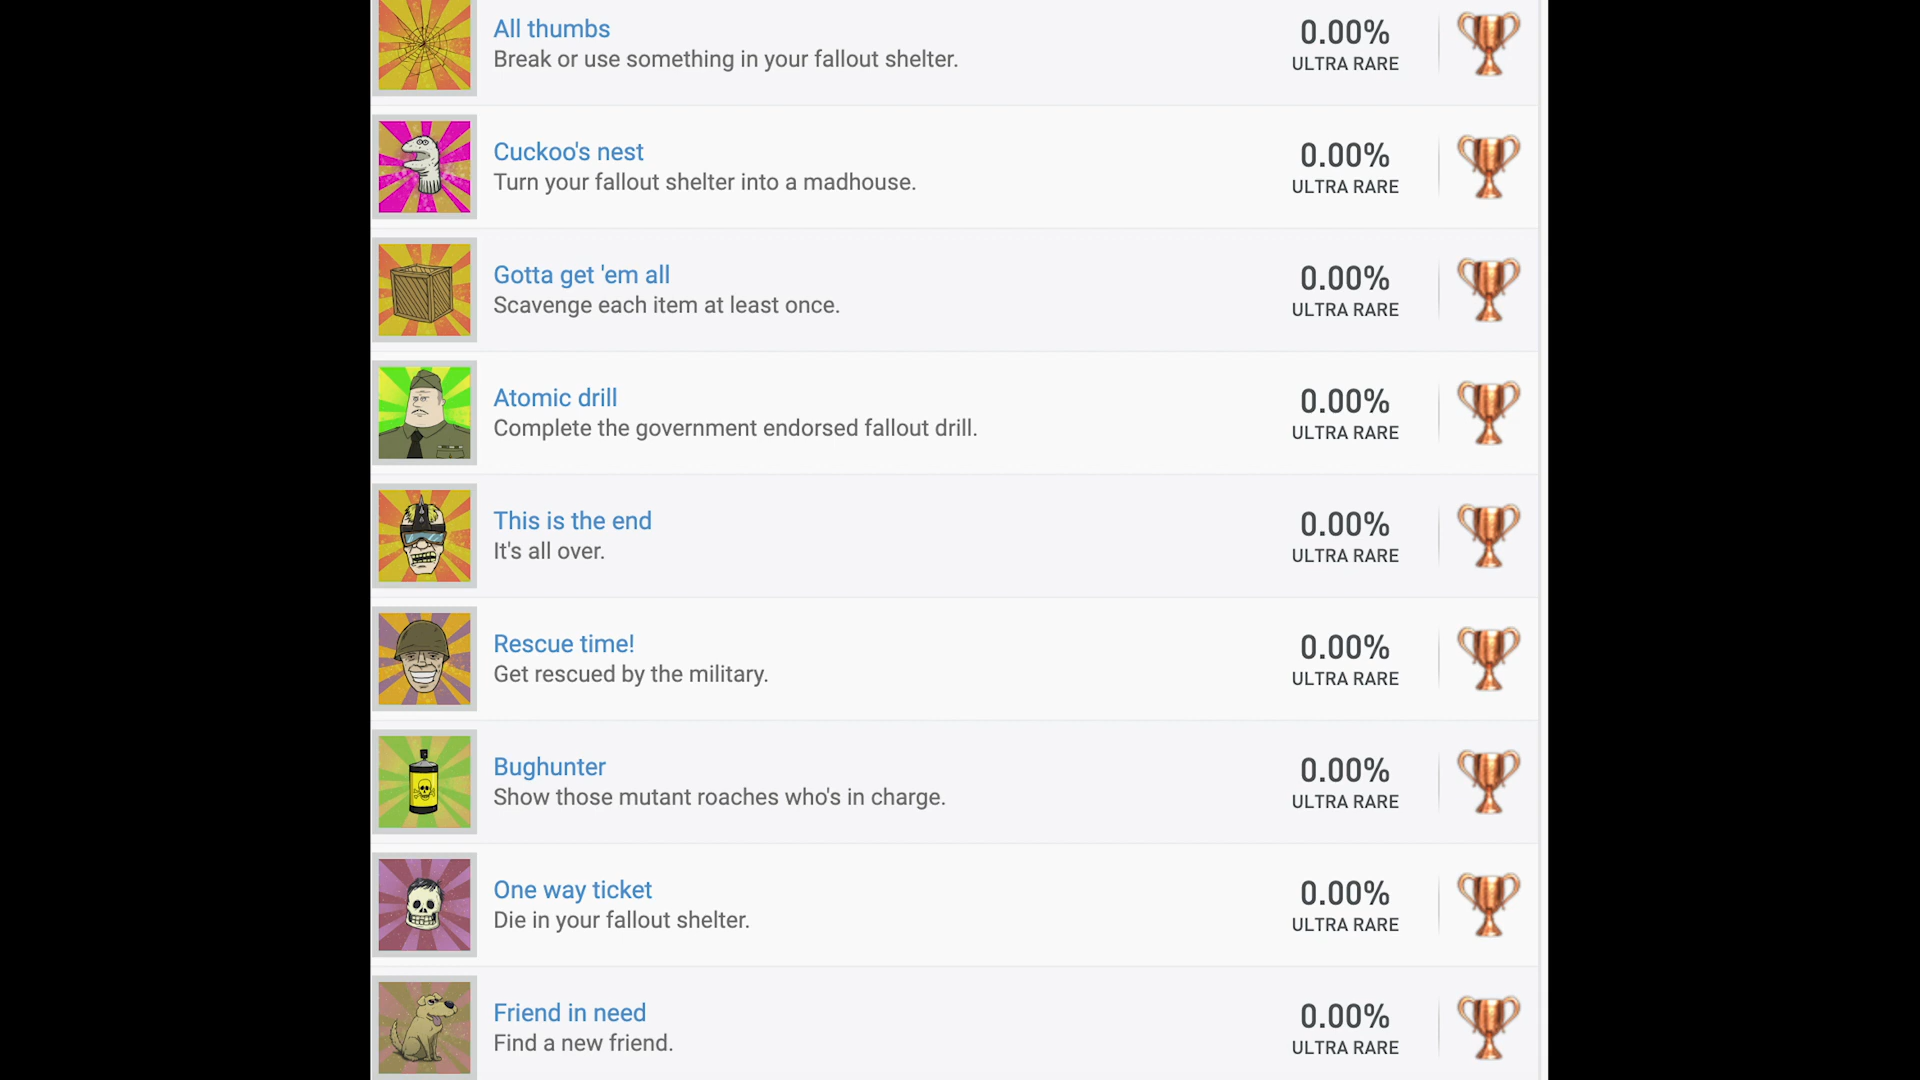 All thumbs
Break or use something in your fallout shelter.
0.00%
ULTRA RARE
Cuckoo's nest
Turn your fallout shelter into a madhouse.
0.00%
ULTRA RARE
Gotta get 'em all
Scavenge each item at least once.
0.00%
ULTRA RARE
Atomic drill
Complete the government endorsed fallout drill.
0.00%
ULTRA RARE
This is the end
It's all over.
0.00%
ULTRA RARE
Rescue time!
Get rescued by the military.
0.00%
ULTRA RARE
Bughunter
Show those mutant roaches who's in charge.
0.00%
ULTRA RARE
One way ticket
Die in your fallout shelter.
0.00%
ULTRA RARE
Friend in need
Find a new friend.
0.00%
ULTRA RARE